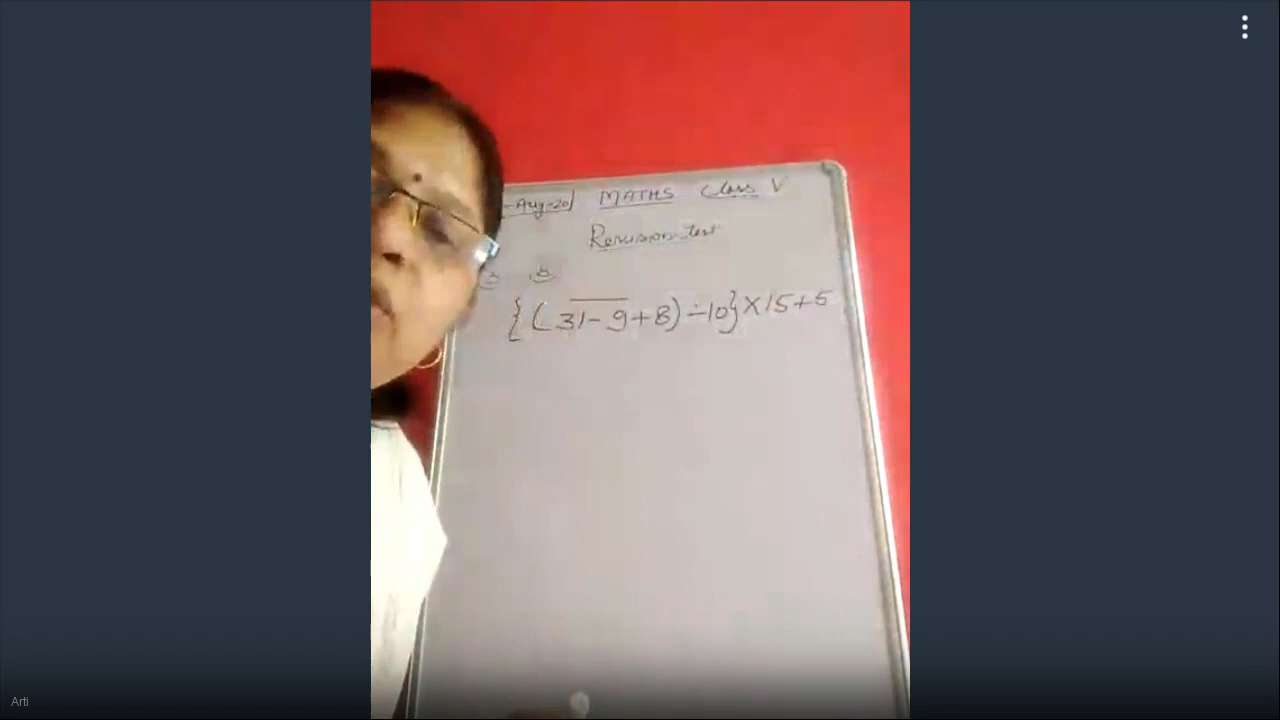 -Aug-20 MATHS Class V
Revision test
a b
{( 31-9+8) ÷10}×15+5
Arti